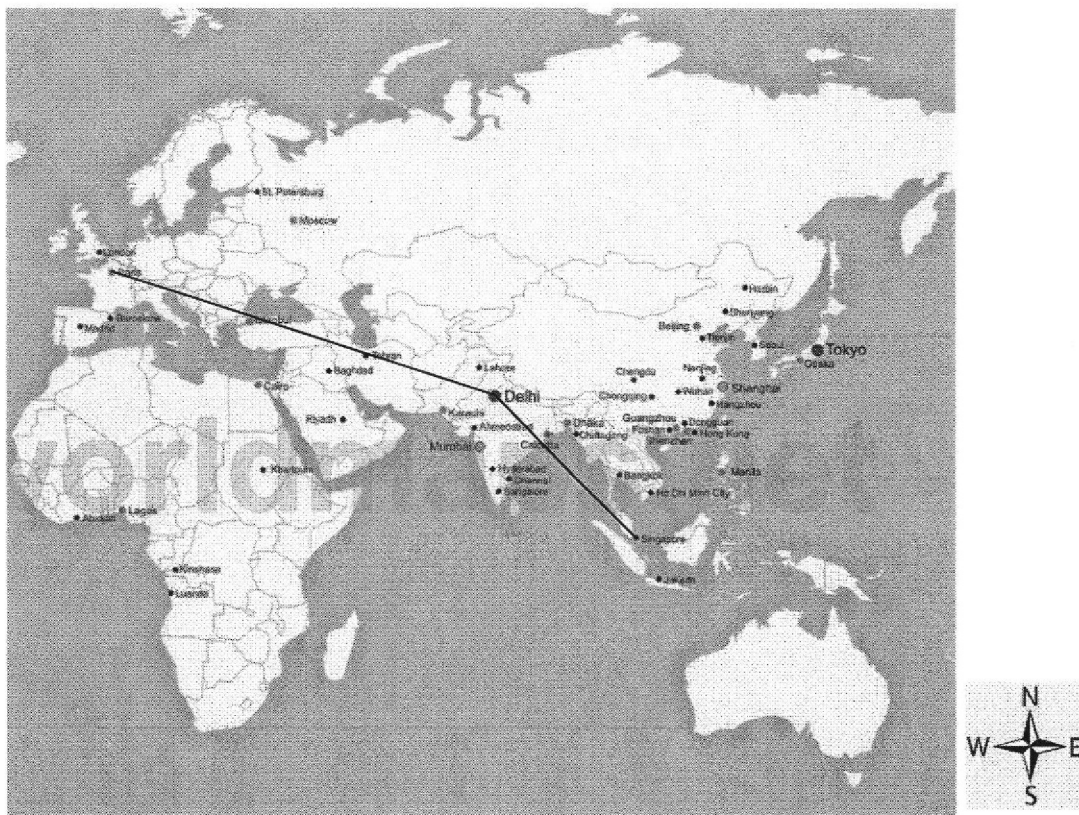 St. Petersburg
Moscow
London
Paris
Harbin
Shenyang
Barcelona
Istanbul
Beijing
Madrid
Tianjin
Seoul
Tokyo
Tehran
Osaka
Baghdad
Lahore
Chengdu
Nanjing
Cairo
Shanghai
Delhi
Chongqing
Wuhan
Hangzhou
Karachi
Riyadh
Ahmedabad
Dhaka
Guangzhou
Dongguan
Foshan
Chittagong
Hong Kong
Calcutta
Shenzhen
Mumbai
Khartoum
Hyderabad
Bangkok
Manila
Chennai
Bangalore
Ho Chi Minh City
Lagos
Abidjan
Singapore
Kinshasa
Jakarta
Luanda
N
W E
S